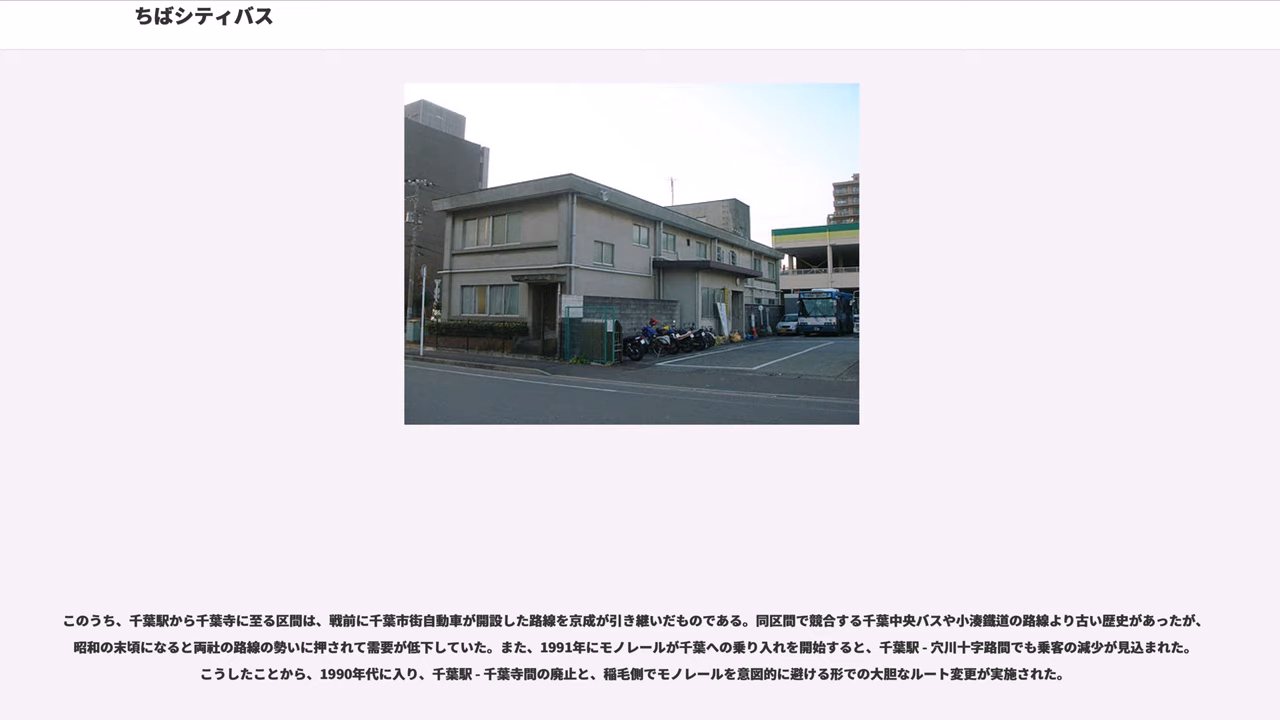 ちばシティバス
このうち、千葉駅から千葉寺に至る区間は、戦前に千葉市街自動車が開設した路線を京成が引き継いだものである。同区間で競合する千葉中央バスや小湊鐵道の路線より古い歴史があったが、
昭和の末頃になると両社の路線の勢いに押されて需要が低下していた。また、1991年にモノレールが千葉への乗り入れを開始すると、千葉駅 - 穴川十字路間でも乗客の減少が見込まれた。
こうしたことから、1990年代に入り、千葉駅 - 千葉寺間の廃止と、稲毛側でモノレールを意図的に避ける形での大胆なルート変更が実施された。